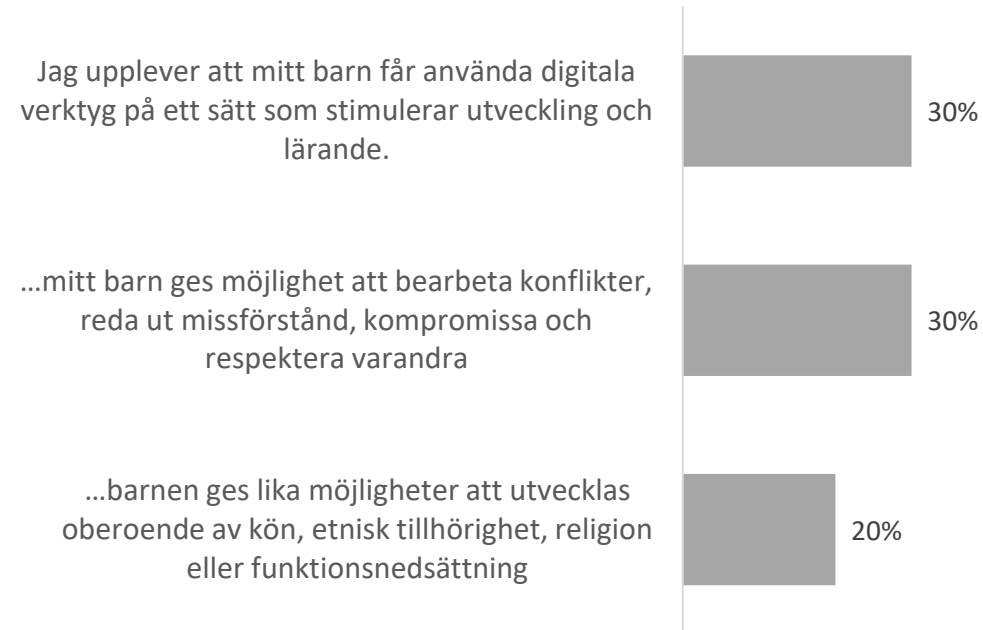 Jag upplever att mitt barn får använda digitala
verktyg på ett sätt som stimulerar utveckling och
lärande.
30%
...mitt barn ges möjlighet att bearbeta konflikter,
reda ut missförstånd, kompromissa och
respektera varandra
30%
...barnen ges lika möjligheter att utvecklas
oberoende av kön, etnisk tillhörighet, religion
eller funktionsnedsättning
20%